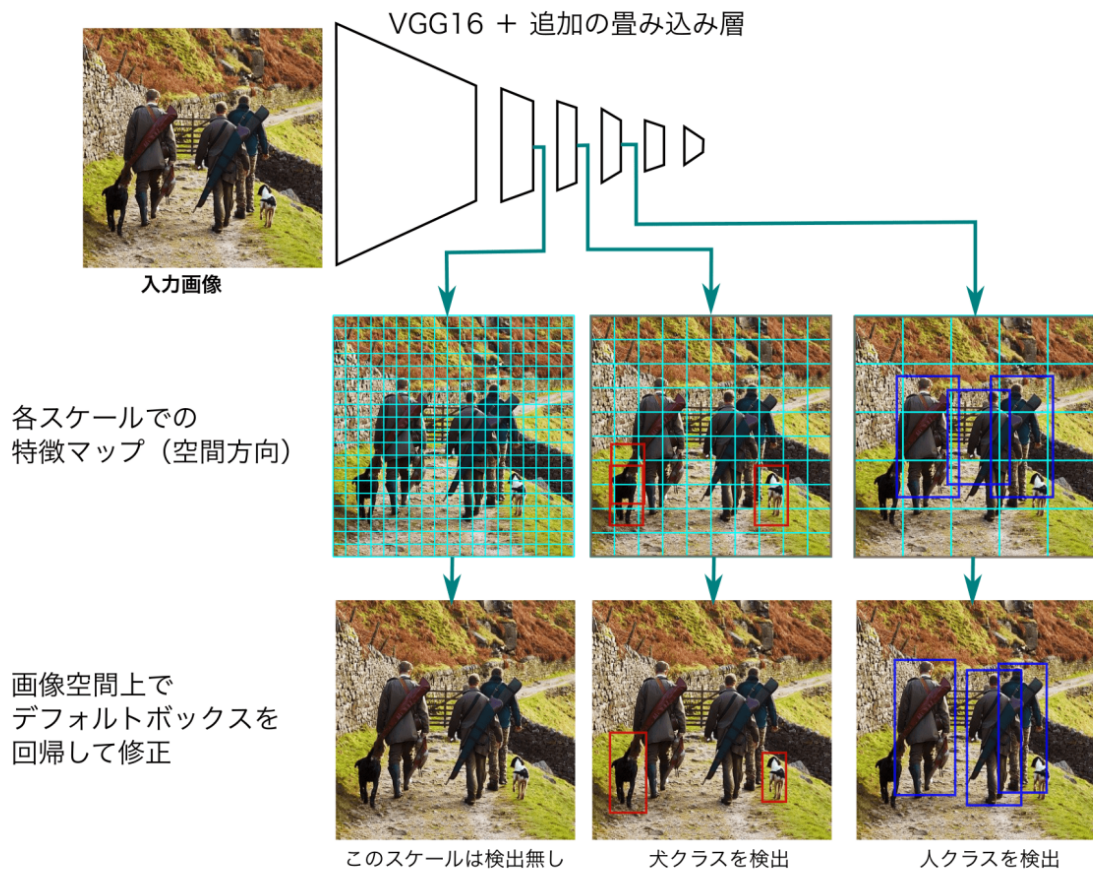 VGG16 + 追加の畳み込み層
入力画像
各スケールでの
特徴マップ（空間方向）
画像空間上で
デフォルトボックスを
回帰して修正
このスケールは検出無し
犬クラスを検出
人クラスを検出